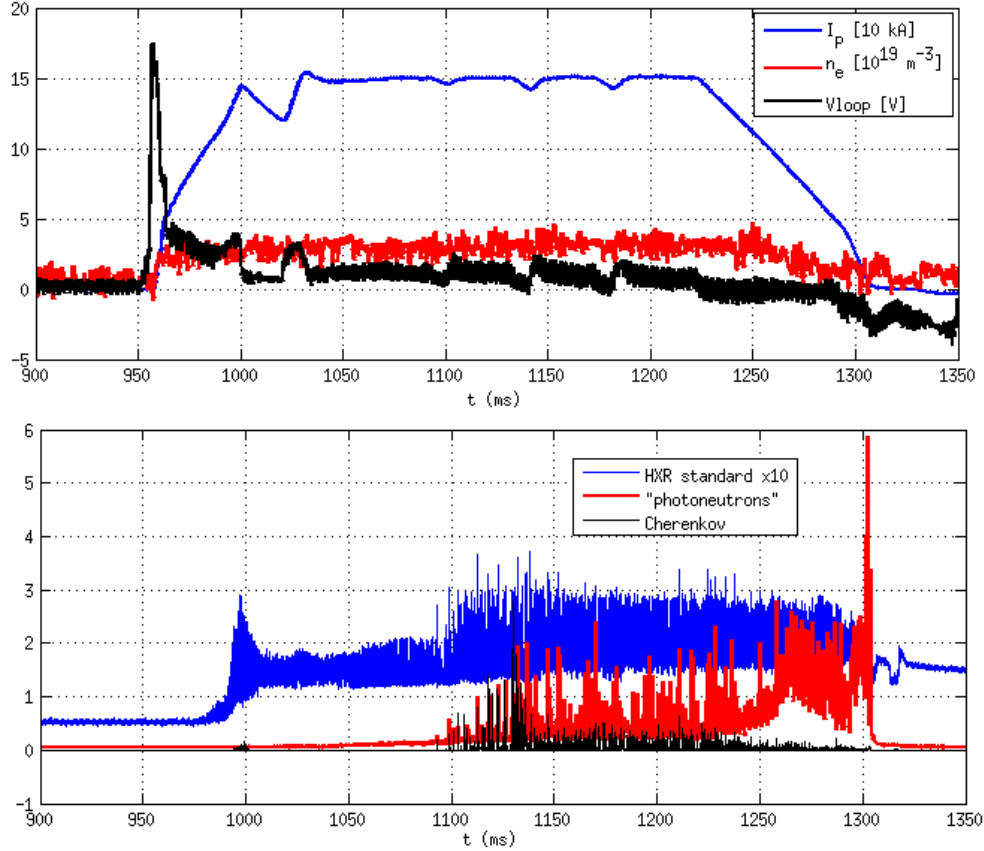 20
15
10
5
0
-5
I_p [10 kA]
n_e [10^19 m^-3]
Vloop [V]
900 950 1000 1050 1100 1150 1200 1250 1300 1350
t (ms)
6
5
4
3
2
1
0
-1
HXR standard x10
"photoneutrons"
Cherenkov
900 950 1000 1050 1100 1150 1200 1250 1300 1350
t (ms)